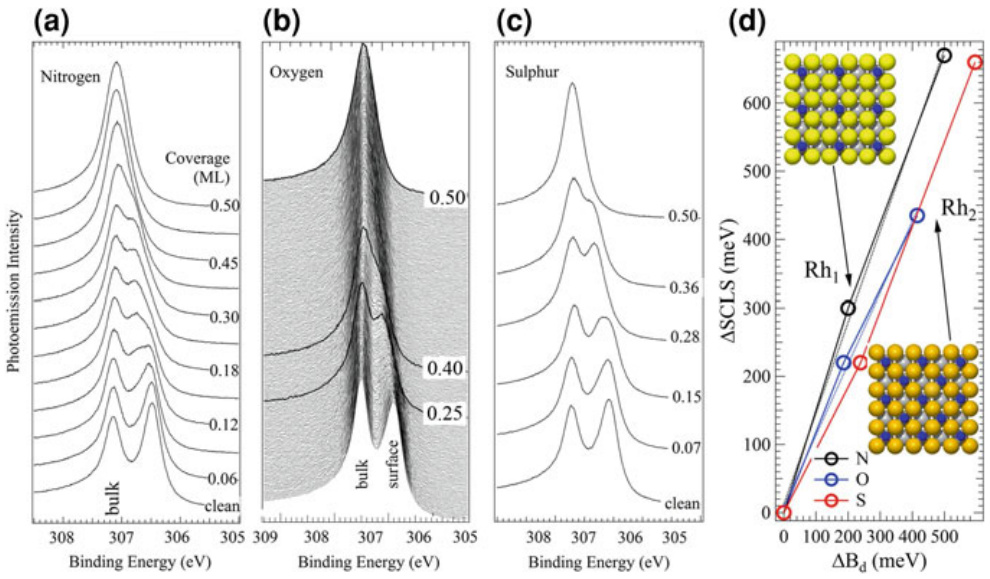 (a)
Nitrogen
Coverage
(ML)
0.50
0.45
0.30
0.18
0.12
0.06
clean
bulk
Photoemission Intensity
308 307 306 305
Binding Energy (eV)
(b)
Oxygen
0.50
0.40
0.25
bulk
surface
309 308 307 306 305
Binding Energy (eV)
(c)
Sulphur
0.50
0.36
0.28
0.15
0.07
clean
308 307 306 305
Binding Energy (eV)
(d)
600
500
400
300
200
100
0
ΔSCLS (meV)
Rh1
Rh2
N
O
S
0 100 200 300 400 500
ΔBd (meV)